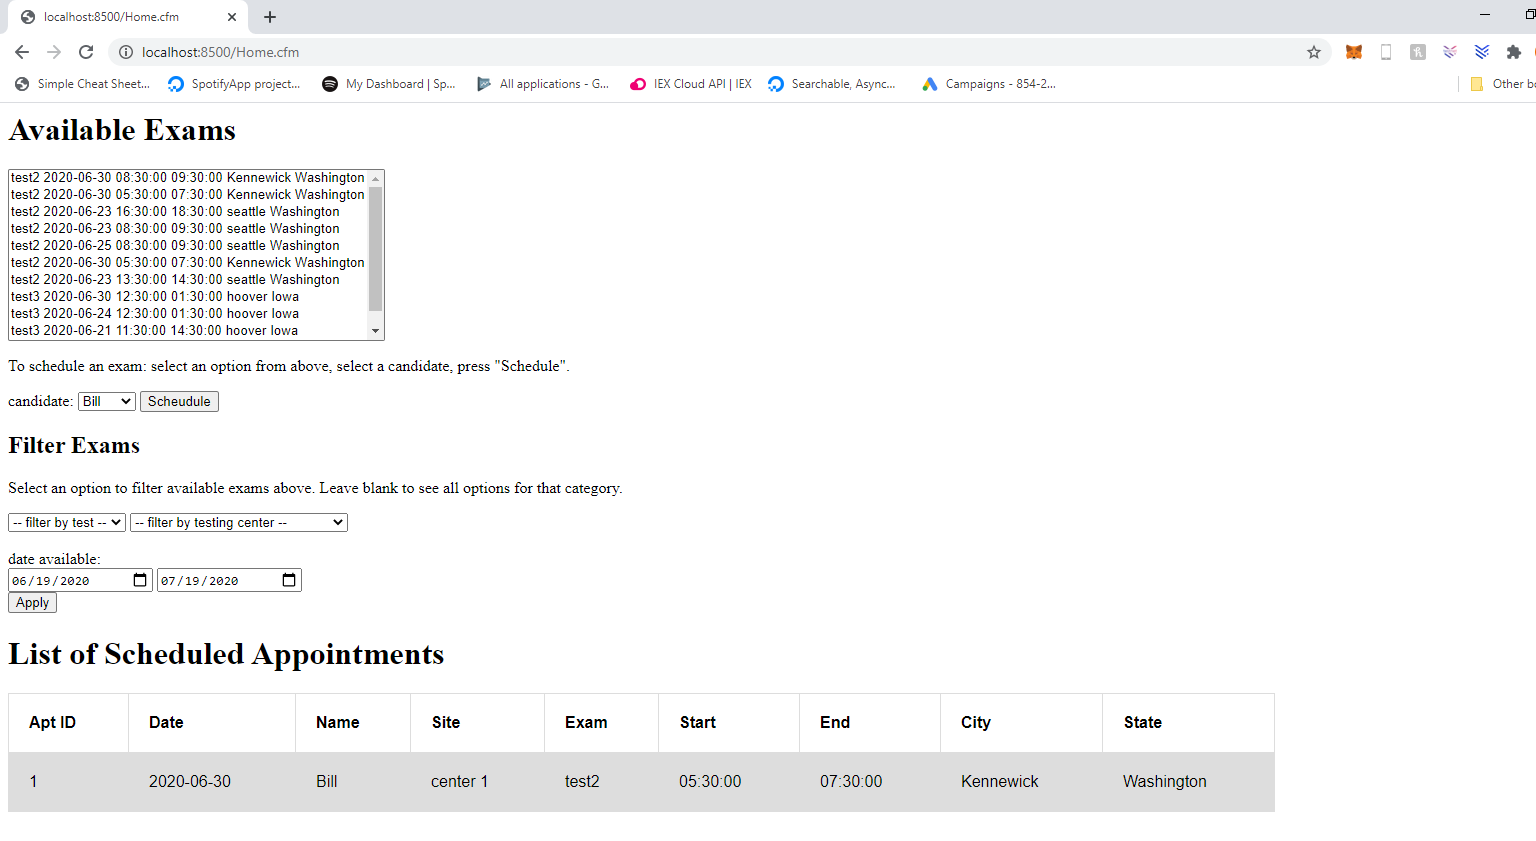 localhost:8500/Home.cfm
localhost:8500/Home.cfm
Simple Cheat Sheet... SpotifyApp project... My Dashboard | Sp... All applications - G... IEX Cloud API | IEX Searchable, Async... Campaigns - 854-2... Other bo
Available Exams
test2 2020-06-30 08:30:00 09:30:00 Kennewick Washington
test2 2020-06-30 05:30:00 07:30:00 Kennewick Washington
test2 2020-06-23 16:30:00 18:30:00 seattle Washington
test2 2020-06-23 08:30:00 09:30:00 seattle Washington
test2 2020-06-25 08:30:00 09:30:00 seattle Washington
test2 2020-06-30 05:30:00 07:30:00 Kennewick Washington
test2 2020-06-23 13:30:00 14:30:00 seattle Washington
test3 2020-06-30 12:30:00 01:30:00 hoover Iowa
test3 2020-06-24 12:30:00 01:30:00 hoover Iowa
test3 2020-06-21 11:30:00 14:30:00 hoover Iowa
To schedule an exam: select an option from above, select a candidate, press "Schedule".
candidate: Bill Scheudule
Filter Exams
Select an option to filter available exams above. Leave blank to see all options for that category.
-- filter by test -- -- filter by testing center --
date available:
06/19/2020 07/19/2020
Apply
List of Scheduled Appointments
Apt ID Date Name Site Exam Start End City State
1 2020-06-30 Bill center 1 test2 05:30:00 07:30:00 Kennewick Washington